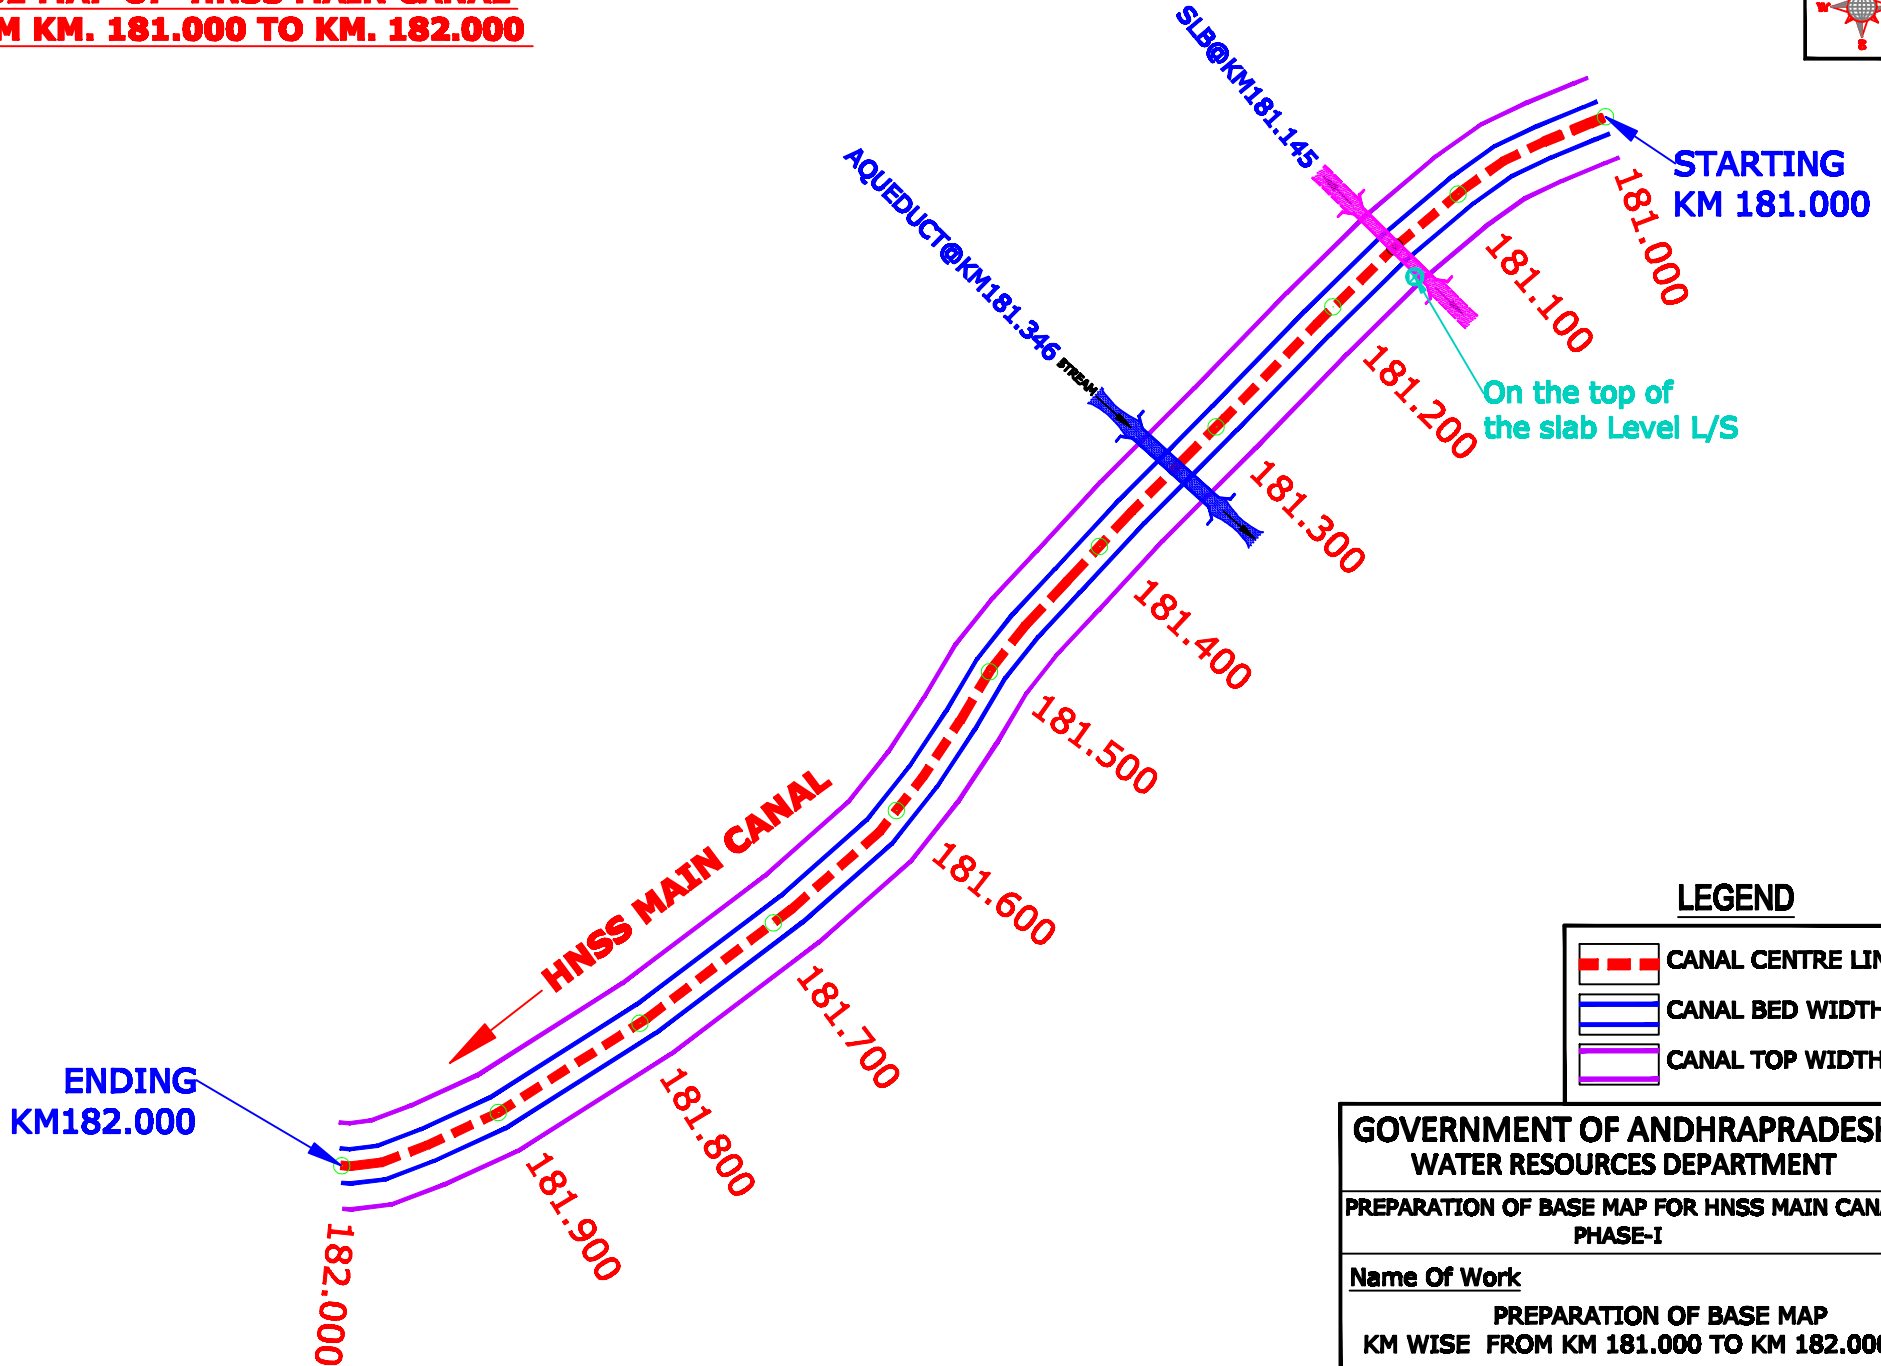 M KM. 181.000 TO KM. 182.000
W
S
SLB@KM181.145
AQUEDUCT@KM181.346
STREAM
STARTING
KM 181.000
181.000
181.100
181.200
181.300
181.400
181.500
181.600
181.700
181.800
181.900
182.000
On the top of
the slab Level L/S
HNSS MAIN CANAL
ENDING
KM182.000
LEGEND
CANAL CENTRE LIN
CANAL BED WIDTH
CANAL TOP WIDTH
GOVERNMENT OF ANDHRAPRADESH
WATER RESOURCES DEPARTMENT
PREPARATION OF BASE MAP FOR HNSS MAIN CANA
PHASE-I
Name Of Work
PREPARATION OF BASE MAP
KM WISE FROM KM 181.000 TO KM 182.000